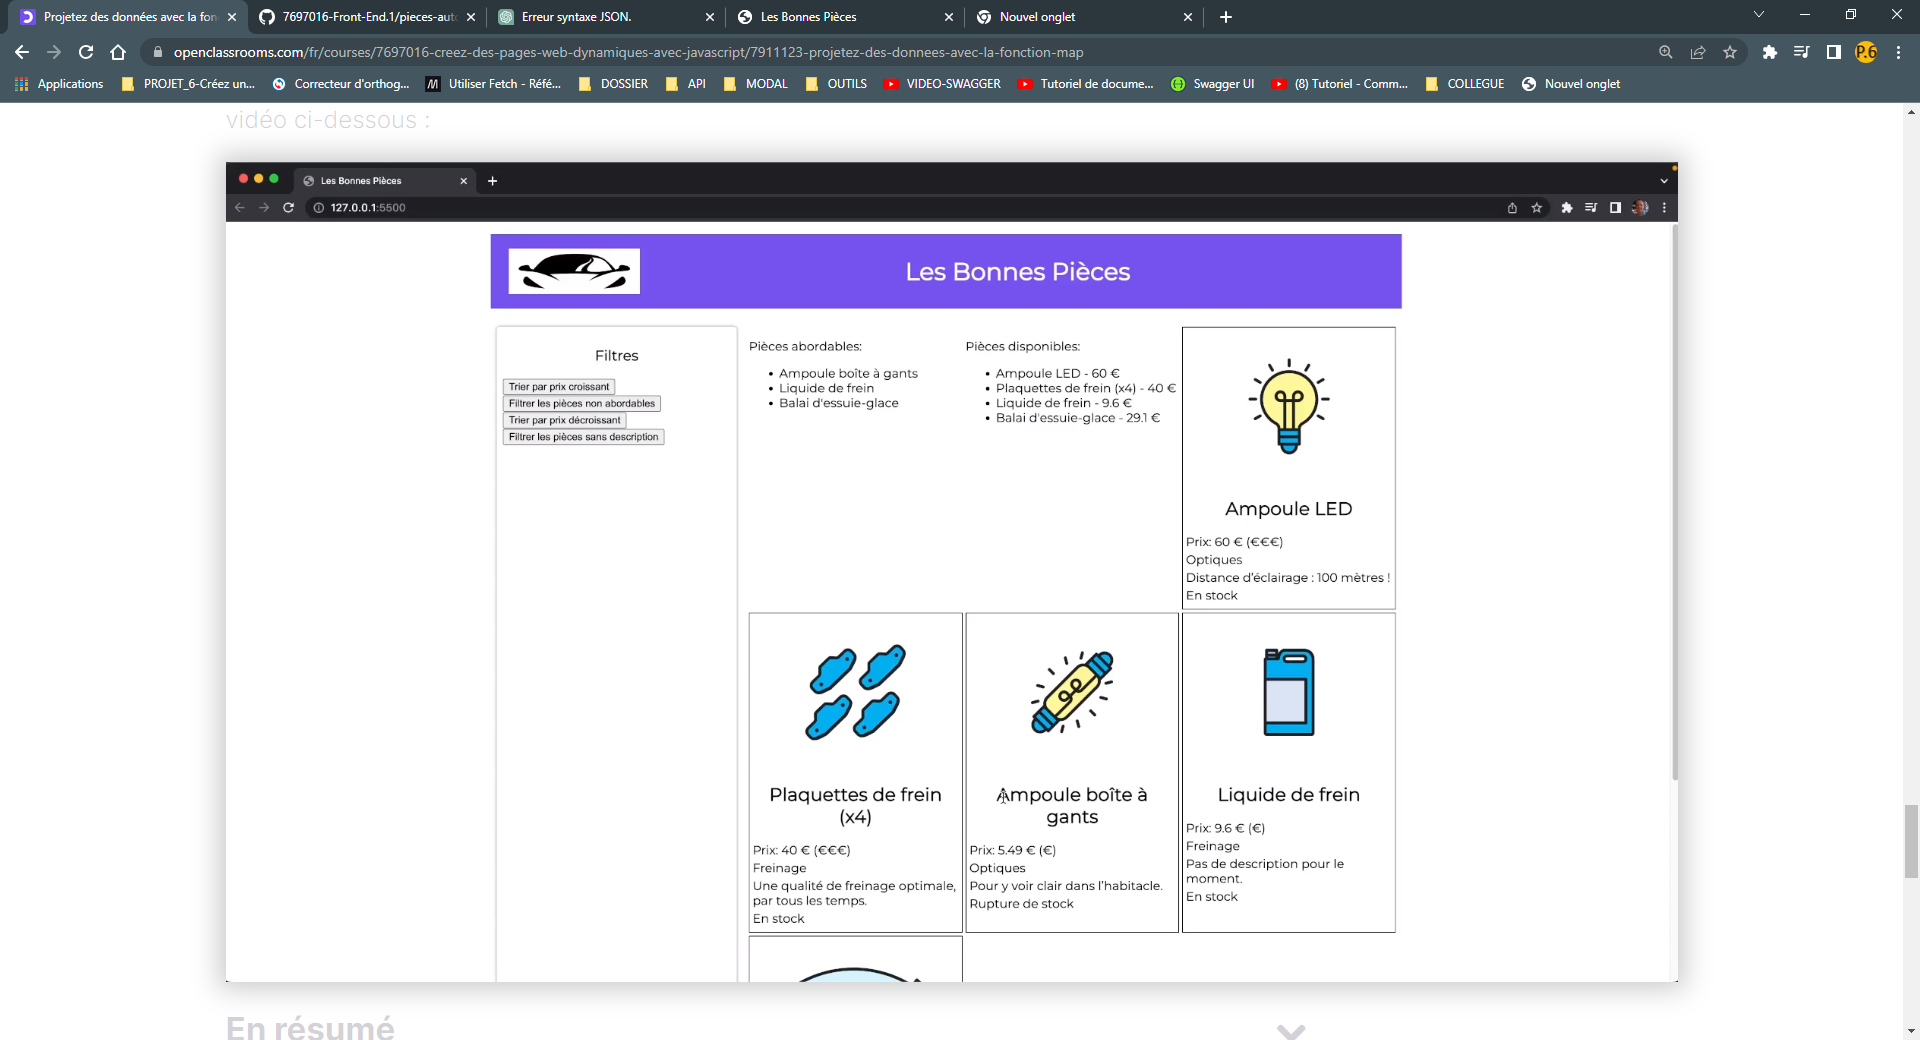 Projetez des données avec la fon
7697016-Front-End.1/pieces-auto
Erreur syntaxe JSON.
Les Bonnes Pièces
Nouvel onglet
openclassrooms.com/fr/courses/7697016-creez-des-pages-web-dynamiques-avec-javascript/7911123-projetez-des-donnees-avec-la-fonction-map
P.6
Applications
PROJET_6-Créez un...
Correcteur d'orthog...
Utiliser Fetch - Réfé...
DOSSIER
API
MODAL
OUTILS
VIDEO-SWAGGER
Tutoriel de docume...
Swagger UI
(8) Tutoriel - Comm...
COLLEGUE
Nouvel onglet
vidéo ci-dessous :
Les Bonnes Pièces
127.0.0.1:5500
Les Bonnes Pièces
Filtres
Trier par prix croissant
Filtrer les pièces non abordables
Trier par prix décroissant
Filtrer les pièces sans description
Pièces abordables:
• Ampoule boîte à gants
• Liquide de frein
• Balai d'essuie-glace
Pièces disponibles:
• Ampoule LED - 60 €
• Plaquettes de frein (x4) - 40 €
• Liquide de frein - 9.6 €
• Balai d'essuie-glace - 29.1 €
Ampoule LED
Prix: 60 € (€€€)
Optiques
Distance d'éclairage : 100 mètres !
En stock
Plaquettes de frein
(x4)
Prix: 40 € (€€€)
Freinage
Une qualité de freinage optimale,
par tous les temps.
En stock
Ampoule boîte à
gants
Prix: 5.49 € (€)
Optiques
Pour y voir clair dans l'habitacle.
Rupture de stock
Liquide de frein
Prix: 9.6 € (€)
Freinage
Pas de description pour le
moment.
En stock
En résumé